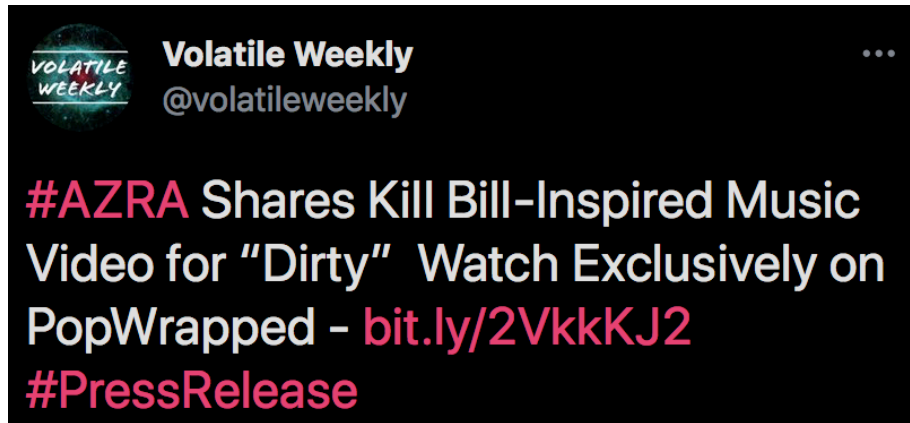 VOLATILE
WEEKLY
Volatile Weekly
@volatileweekly
#AZRA Shares Kill Bill-Inspired Music
Video for “Dirty”  Watch Exclusively on
PopWrapped - bit.ly/2VkkKJ2
#PressRelease